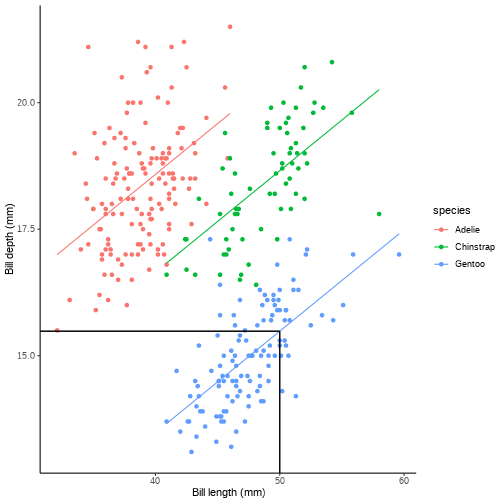 Bill depth (mm)
20.0
17.5
15.0
40
50
60
Bill length (mm)
species
Adelie
Chinstrap
Gentoo